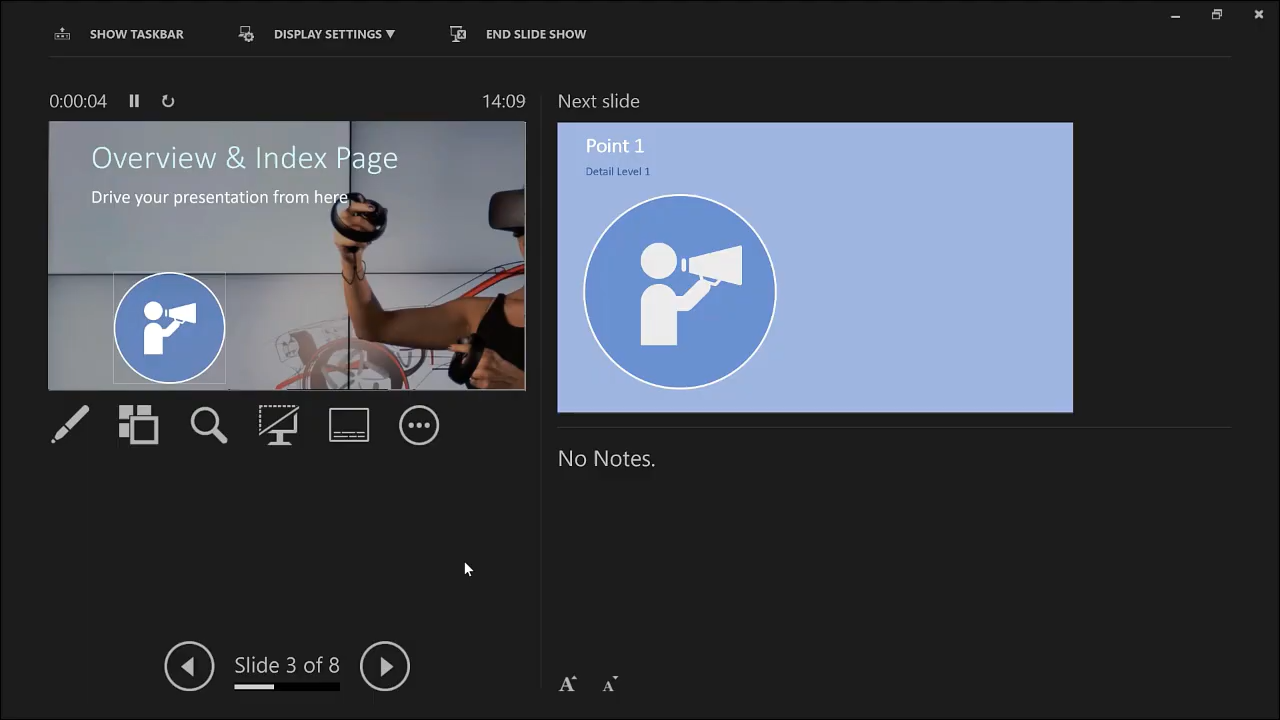 SHOW TASKBAR DISPLAY SETTINGS ▼ END SLIDE SHOW
0:00:04 14:09
Overview & Index Page
Drive your presentation from here
Next slide
Point 1
Detail Level 1
No Notes.
Slide 3 of 8
A A